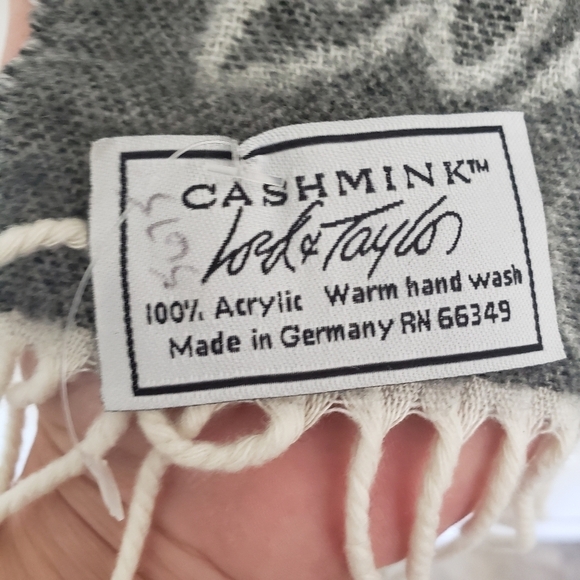 CASHMINK™
Lord & Taylor
100% Acrylic Warm hand wash
Made in Germany RN 66349